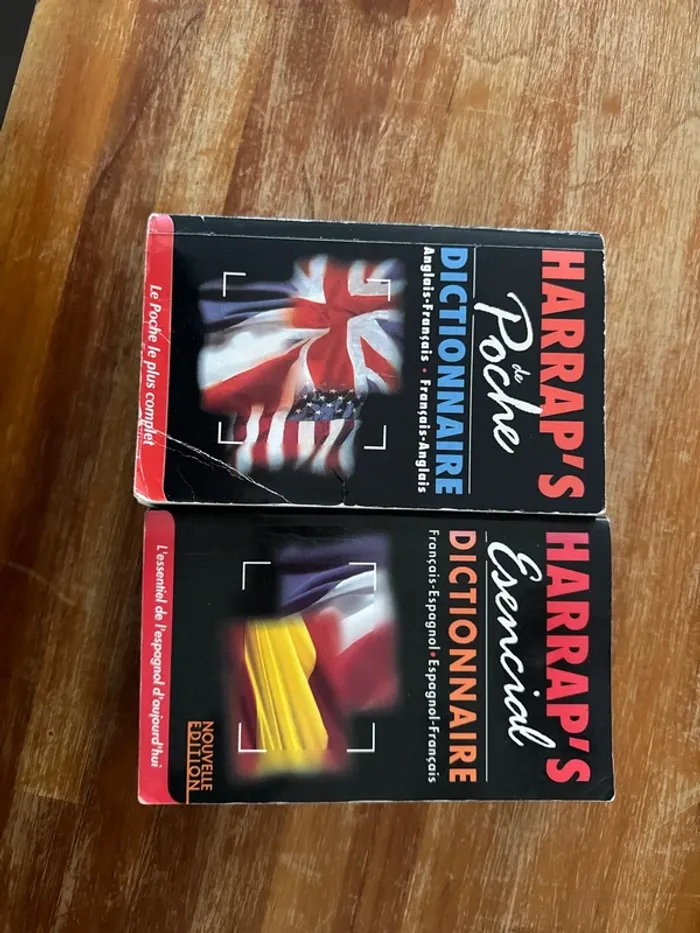 HARRAP'S
de Poche
DICTIONNAIRE
Anglais-Français • Français-Anglais
Le Poche le plus complet
HARRAP'S
Esencial
DICTIONNAIRE
Français-Espagnol • Espagnol-Français
NOUVELLE
EDITION
L'essentiel de l'espagnol d'aujourd'hui